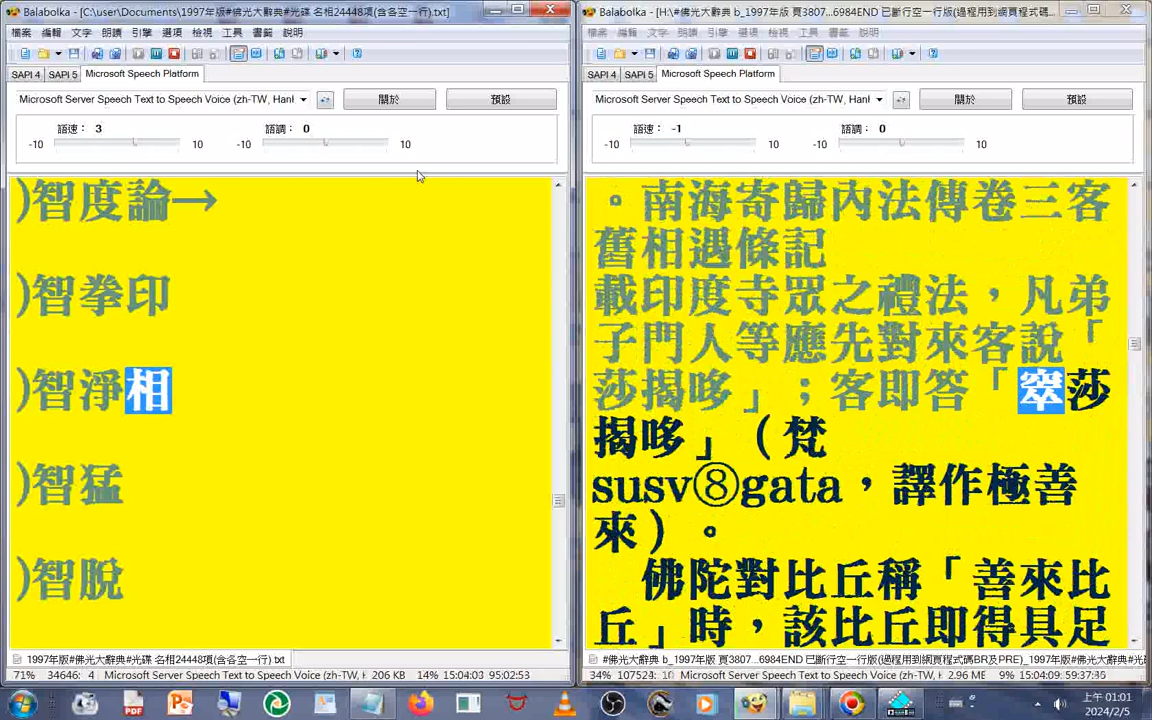 Balabolka - [C:\user\Documents\1997年版#佛光大辭典#光碟 名相24448項(含各空一行).txt]
檔案 編輯 文字 朗讀 引擎 選項 檢視 工具 書籤 說明
SAPI 4 SAPI 5 Microsoft Speech Platform
Microsoft Server Speech Text to Speech Voice (zh-TW, Hanl
關於 預設
語速： 3 語調： 0
-10 10 -10 10
)智度論→
)智拳印
)智淨相
)智猛
)智脫
1997年版#佛光大辭典#光碟 名相24448項(含各空一行).txt
71% 34646: 4 Microsoft Server Speech Text to Speech Voice (zh-TW, H 206 KB 14% 15:04:03 95:02:53
Balabolka - [H:\#佛光大辭典 b_1997年版 頁3807...6984END 已斷行空一行版(過程用到網頁程式碼
檔案 編輯 文字 朗讀 引擎 選項 檢視 工具 書籤 說明
SAPI 4 SAPI 5 Microsoft Speech Platform
Microsoft Server Speech Text to Speech Voice (zh-TW, Hanl
關於 預設
語速： -1 語調： 0
-10 10 -10 10
。南海寄歸內法傳卷三客
舊相遇條記
載印度寺眾之禮法，凡弟
子門人等應先對來客說「
莎揭哆」；客即答「窣莎
揭哆」（梵
susv⑧gata，譯作極善
來）。
佛陀對比丘稱「善來比
丘」時，該比丘即得具足
#佛光大辭典 b_1997年版 頁3807...6984END 已斷行空一行版(過程用到網頁程式碼BR及PRE)_1997年版#佛光
34% 107524: 1 Microsoft Server Speech Text to Speech Voice (zh-TW, H 2.96 MB 9% 15:04:09 59:37:36
上午 01:01
2024/2/5